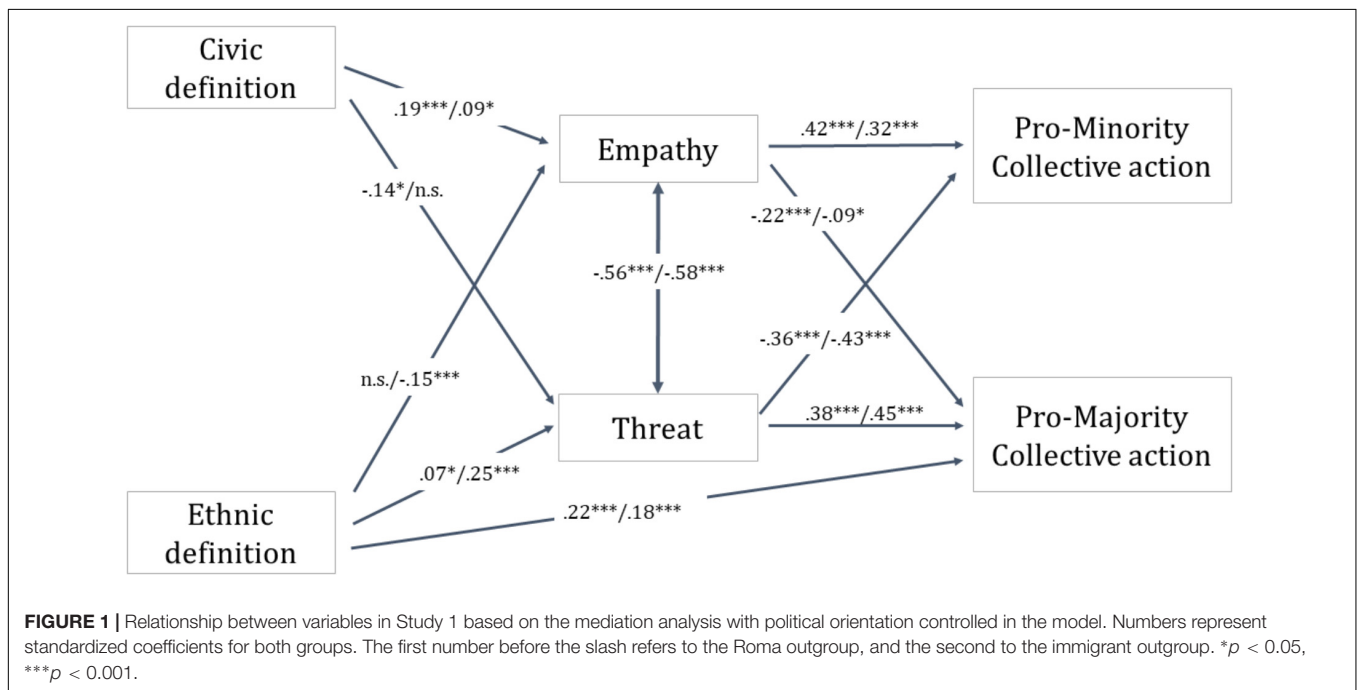 Civic
definition
.19***/.09*
Empathy
.42***/.32***
Pro-Minority
Collective action
-.14*/n.s.
-.22***/-.09*
-.56***/-.58***
-.36***/-.43***
n.s./-.15***
Threat
.38***/.45***
Pro-Majority
Collective action
.07*/.25***
Ethnic
definition
.22***/.18***
FIGURE 1 | Relationship between variables in Study 1 based on the mediation analysis with political orientation controlled in the model. Numbers represent
standardized coefficients for both groups. The first number before the slash refers to the Roma outgroup, and the second to the immigrant outgroup. *p < 0.05,
***p < 0.001.